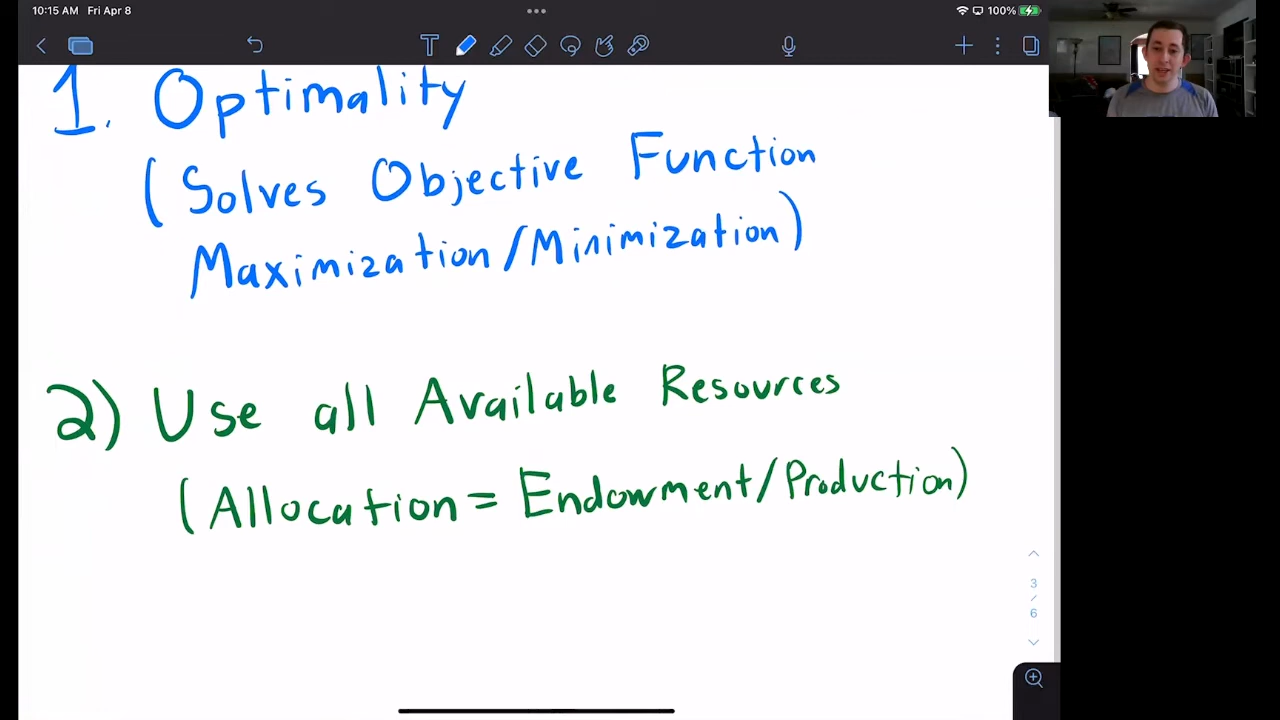 10:15 AM Fri Apr 8
100%
1. Optimality
(Solves Objective Function
Maximization/Minimization)
2) Use all Available Resources
(Allocation = Endowment/Production)
3
/
6